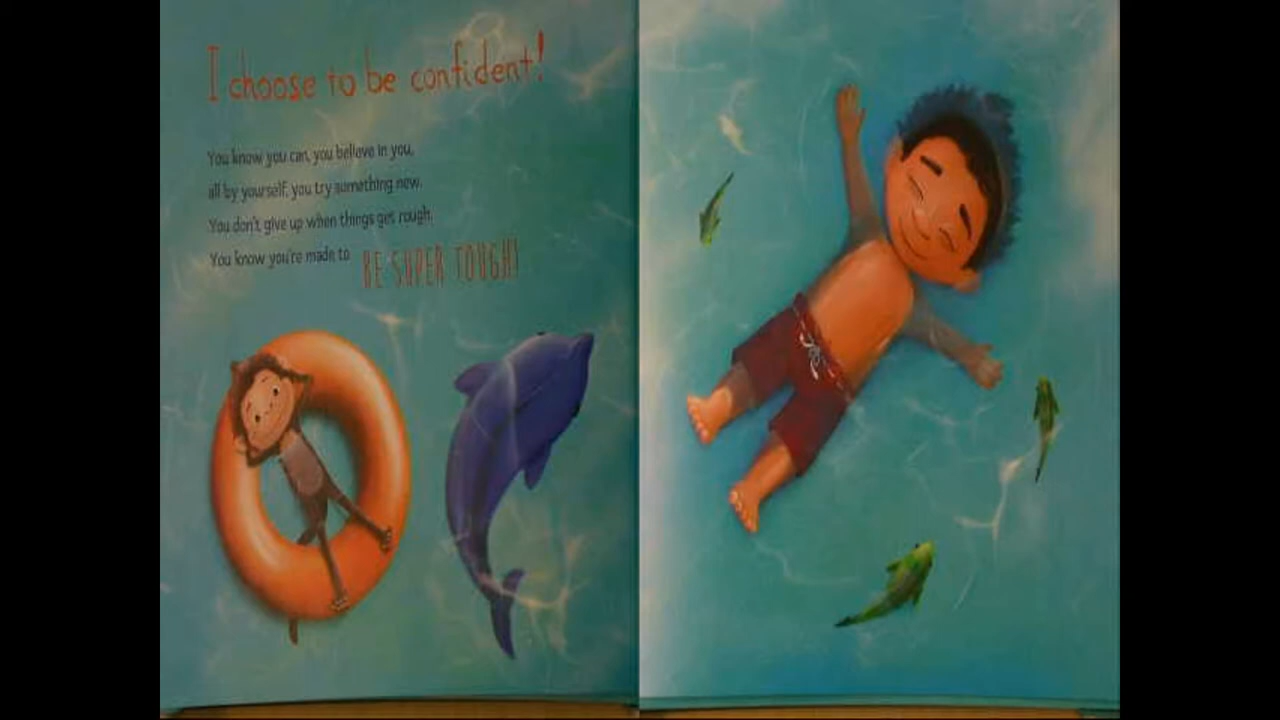 I choose to be confident!
You know you can, you believe in you,
all by yourself, you try something new.
You don't give up when things get rough,
You know you're made to BE SUPER TOUGH!